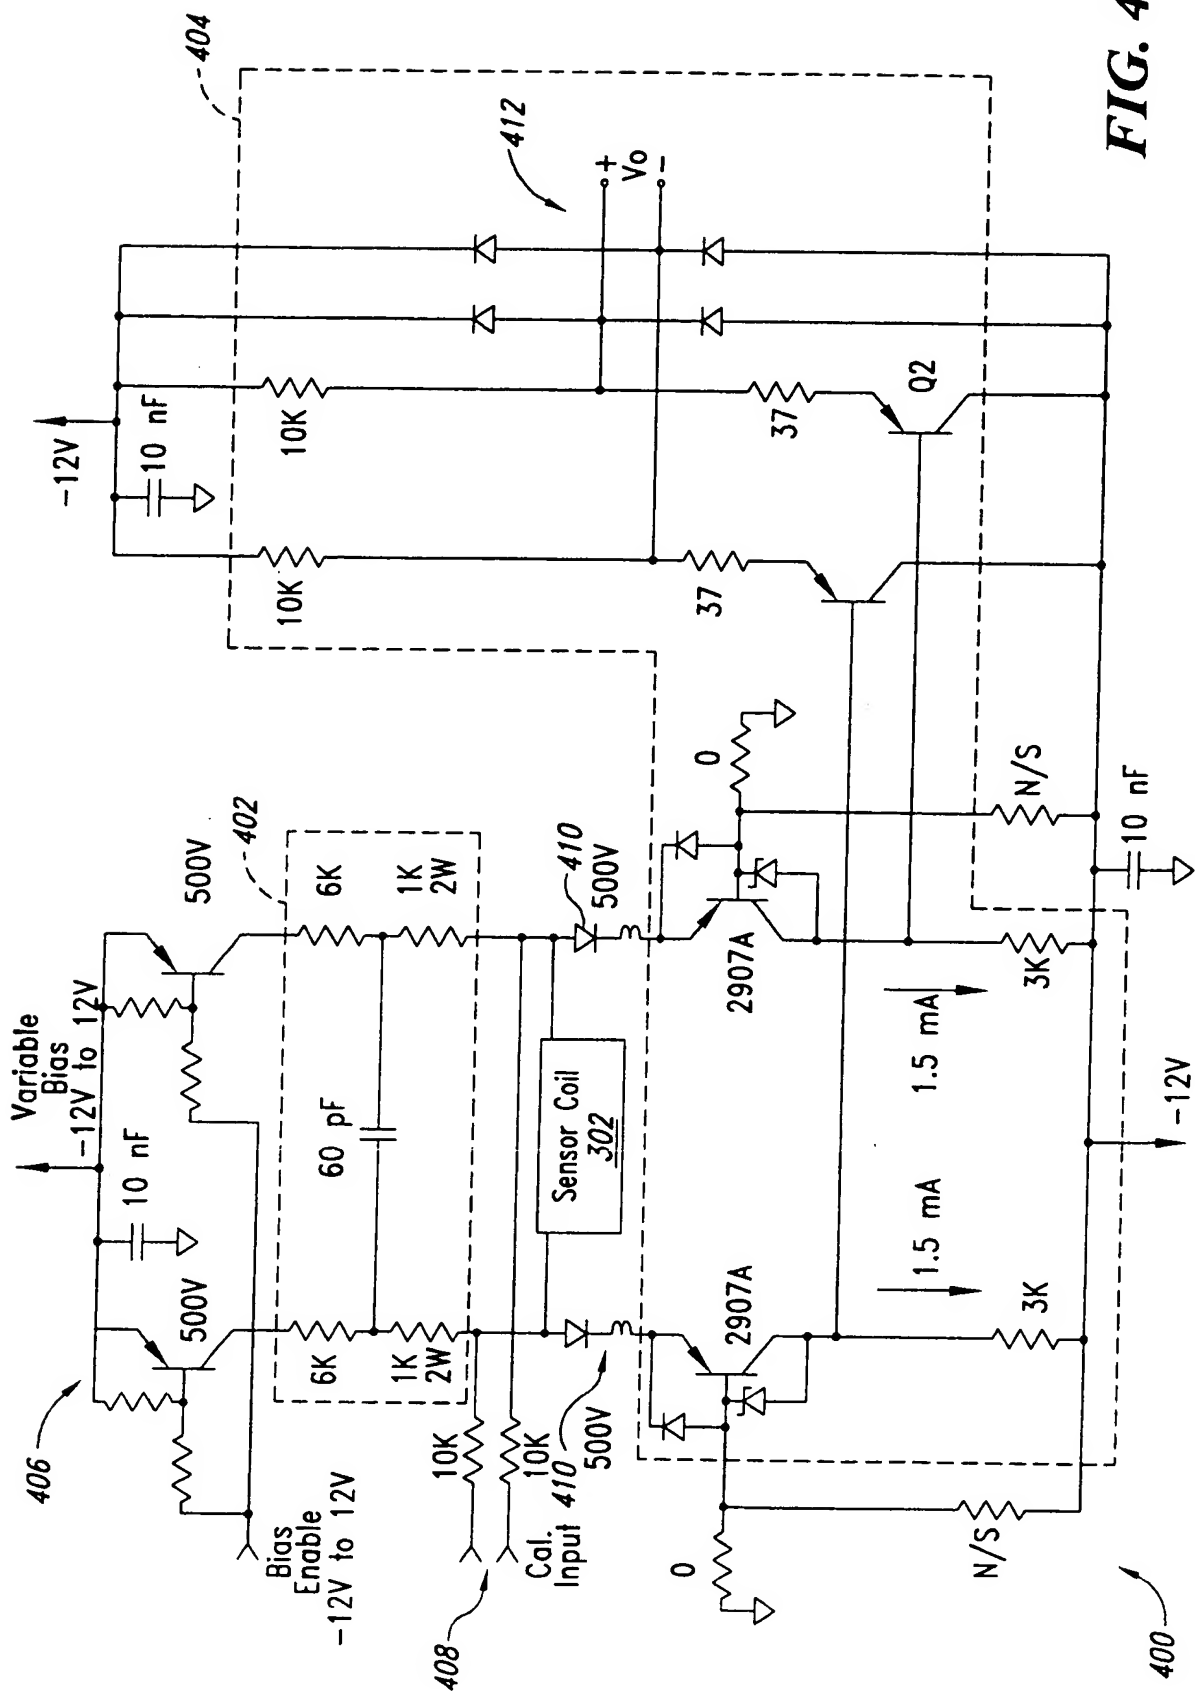 406
Variable
Bias
-12V to 12V
10 nF
500V
500V
Bias
Enable
-12V to 12V
402
6K
6K
60 pF
1K
2W
1K
2W
408
10K
10K
Cal.
Input
410
500V
410
500V
Sensor Coil
302
0
0
2907A
2907A
1.5 mA
1.5 mA
3K
3K
N/S
N/S
-12V
10 nF
400
-12V
10 nF
404
10K
10K
412
+
Vo
-
37
37
Q2
FIG. 4